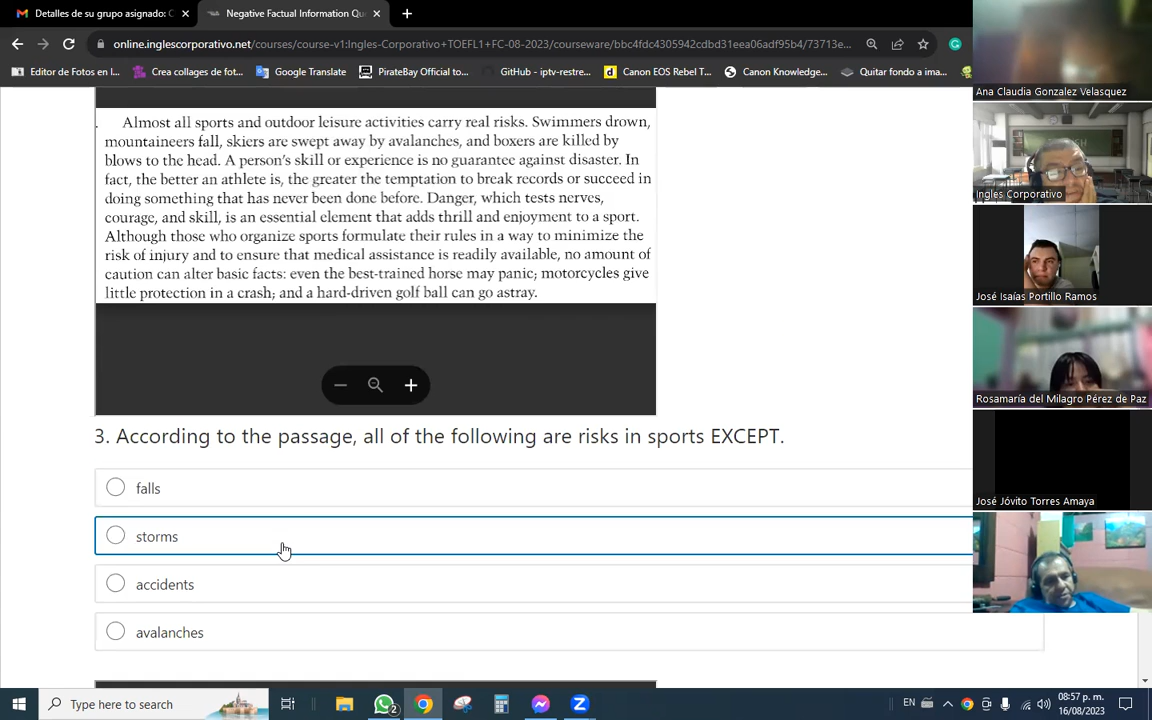 Detalles de su grupo asignado: C
Negative Factual Information Qu
online.inglescorporativo.net/courses/course-v1:Ingles-Corporativo+TOEFL1+FC-08-2023/courseware/bbc4fdc4305942cdbd31eea06adf95b4/73713e...
Editor de Fotos en l...
Crea collages de fot...
Google Translate
PirateBay Official to...
GitHub - iptv-restre...
Canon EOS Rebel T...
Canon Knowledge...
Quitar fondo a ima...
Almost all sports and outdoor leisure activities carry real risks. Swimmers drown,
mountaineers fall, skiers are swept away by avalanches, and boxers are killed by
blows to the head. A person's skill or experience is no guarantee against disaster. In
fact, the better an athlete is, the greater the temptation to break records or succeed in
doing something that has never been done before. Danger, which tests nerves,
courage, and skill, is an essential element that adds thrill and enjoyment to a sport.
Although those who organize sports formulate their rules in a way to minimize the
risk of injury and to ensure that medical assistance is readily available, no amount of
caution can alter basic facts: even the best-trained horse may panic; motorcycles give
little protection in a crash; and a hard-driven golf ball can go astray.
3. According to the passage, all of the following are risks in sports EXCEPT.
falls
storms
accidents
avalanches
Ana Claudia Gonzalez Velasquez
Ingles Corporativo
José Isaías Portillo Ramos
Rosamaría del Milagro Pérez de Paz
José Jóvito Torres Amaya
Type here to search
2
EN
08:57 p. m.
16/08/2023